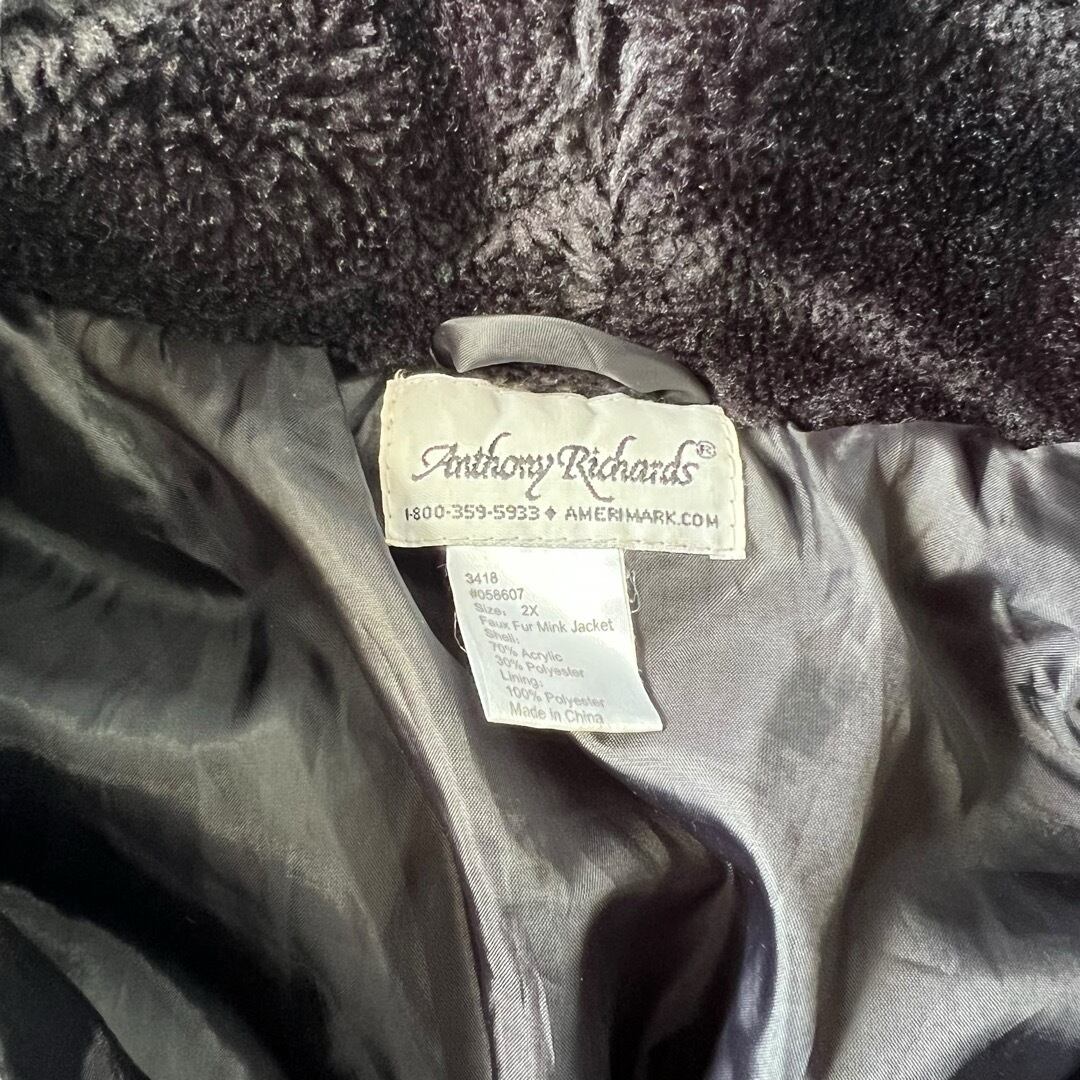 Anthony Richards®
1-800-359-5933 ♦ AMERIMARK.COM
3418
#058607
Size: 2X
Faux Fur Mink Jacket
Shell:
70% Acrylic
30% Polyester
Lining:
100% Polyester
Made in China